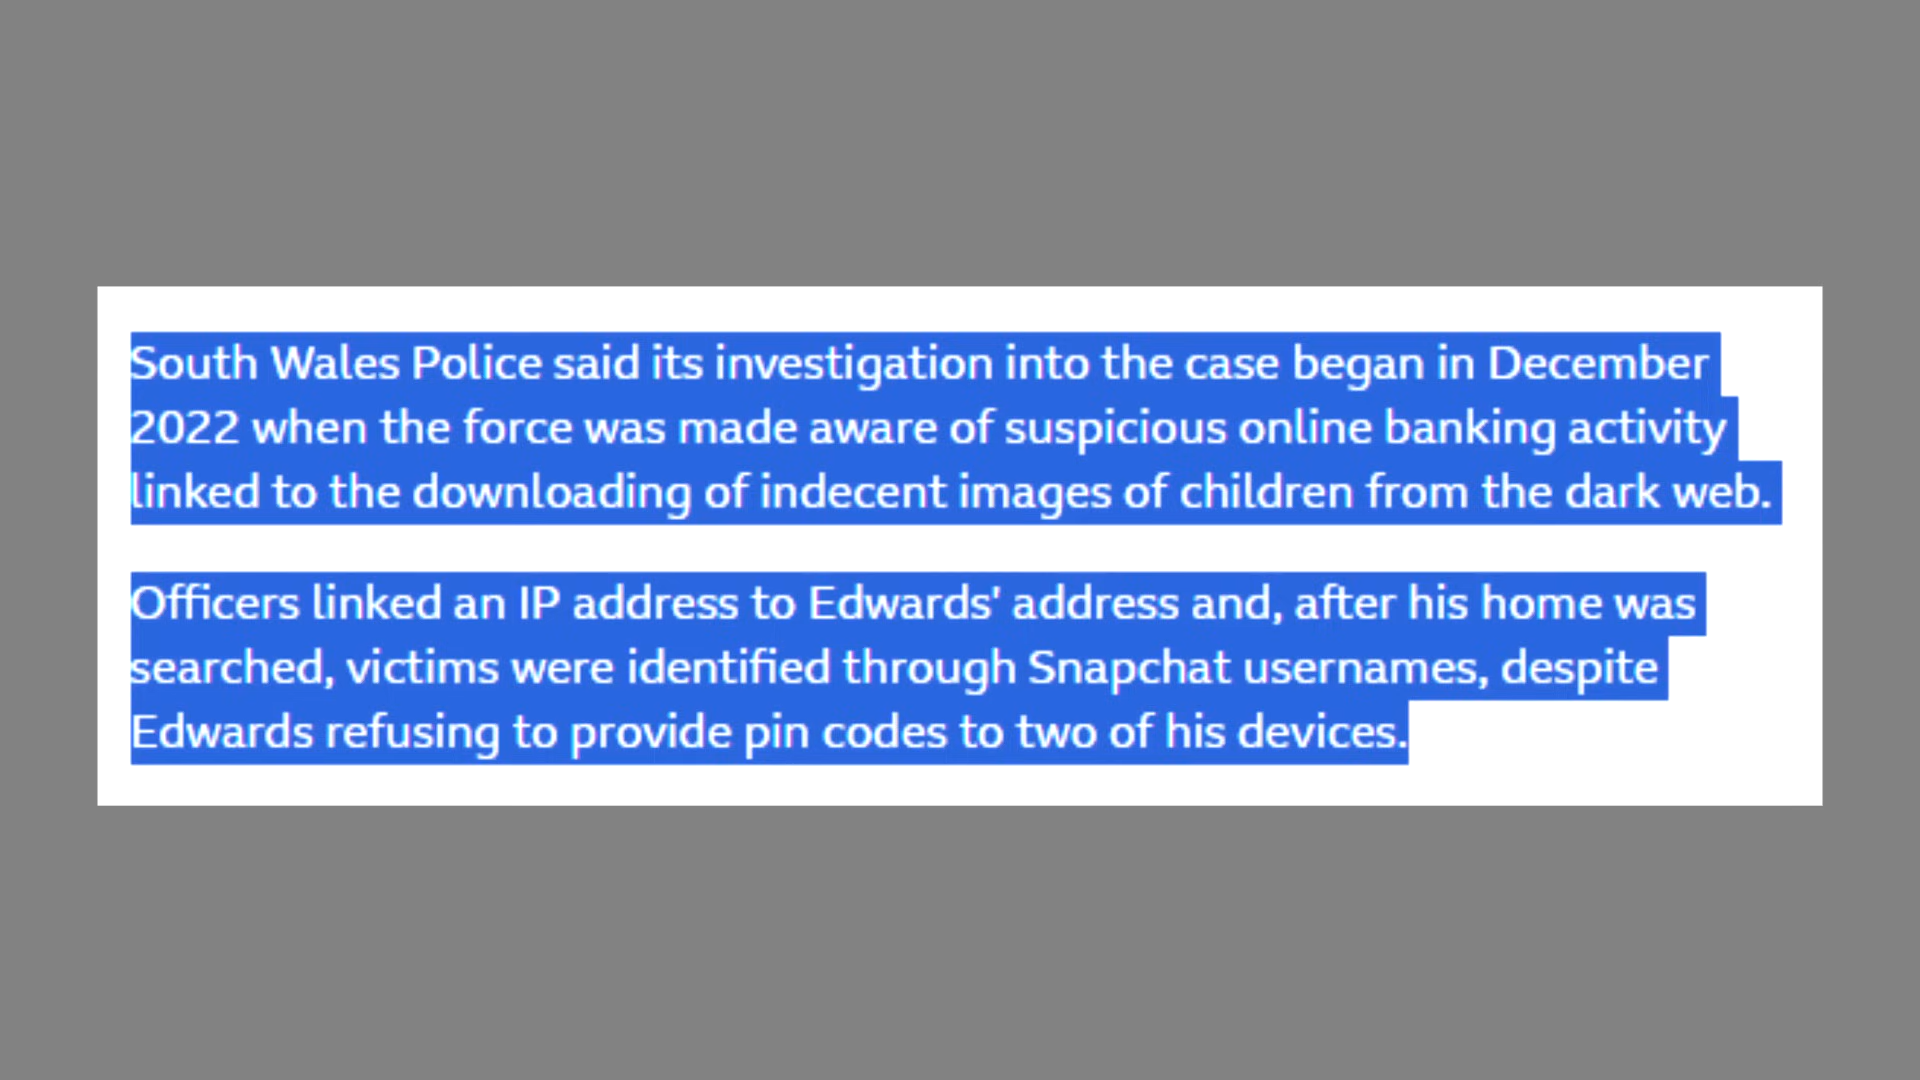 South Wales Police said its investigation into the case began in December
2022 when the force was made aware of suspicious online banking activity
linked to the downloading of indecent images of children from the dark web.
Officers linked an IP address to Edwards' address and, after his home was
searched, victims were identified through Snapchat usernames, despite
Edwards refusing to provide pin codes to two of his devices.